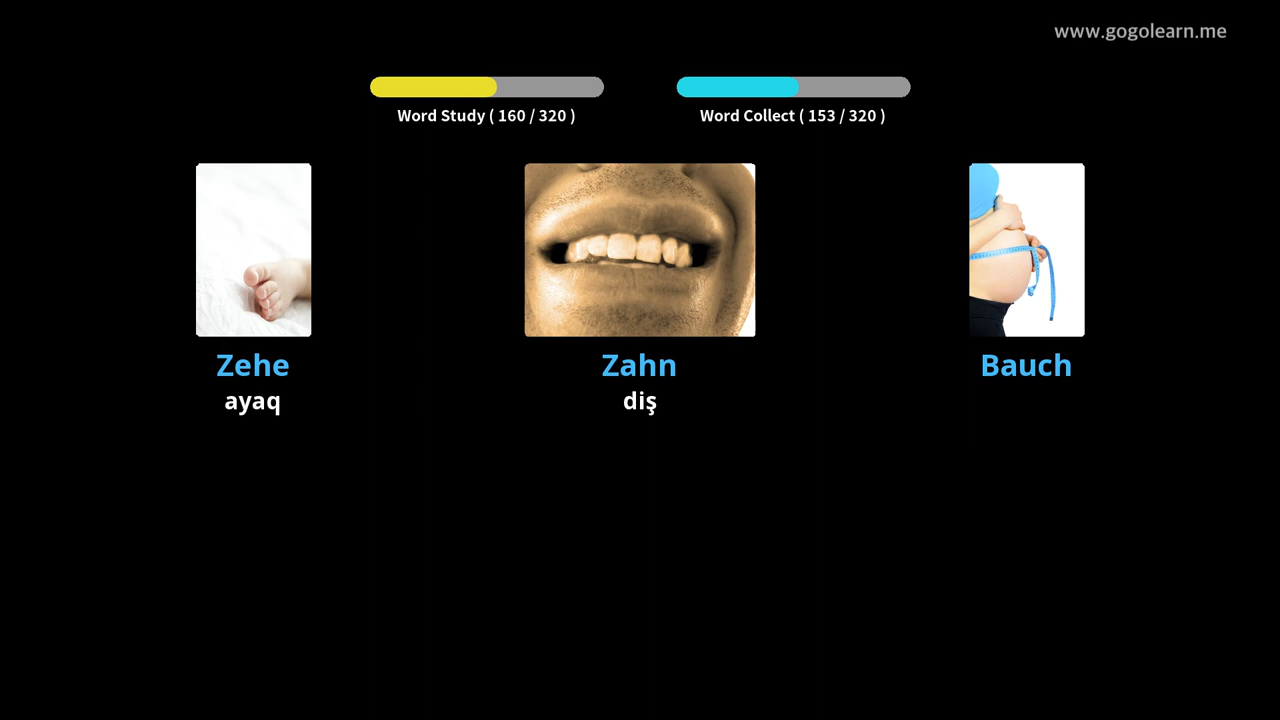 www.gogolearn.me
Word Study ( 160 / 320 )
Word Collect ( 153 / 320 )
Zehe
ayaq
Zahn
diş
Bauch